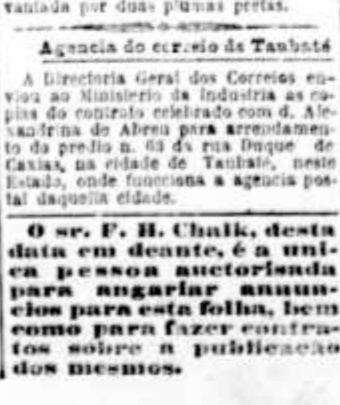 vantada por duas plumas pretas.
Agencia do correio de Taubaté
A Directoria Geral dos Correios en-
viou ao Ministerio da Industria as co-
pias do contrato celebrado com d. Ale-
xandrina de Abreu para arrendamen-
to do predio n. 63 da rua Duque de
Caxias, na cidade de Taubaté, neste
Estado, onde funcciona a agencia pos-
tal daquella cidade.
O sr. F. H. Chalk, desta
data em deante, é a uni-
ca pessoa auctorisada
para angariar annun-
cios para esta folha, bem
como para fazer contra-
tos sobre a publicação
dos mesmos.